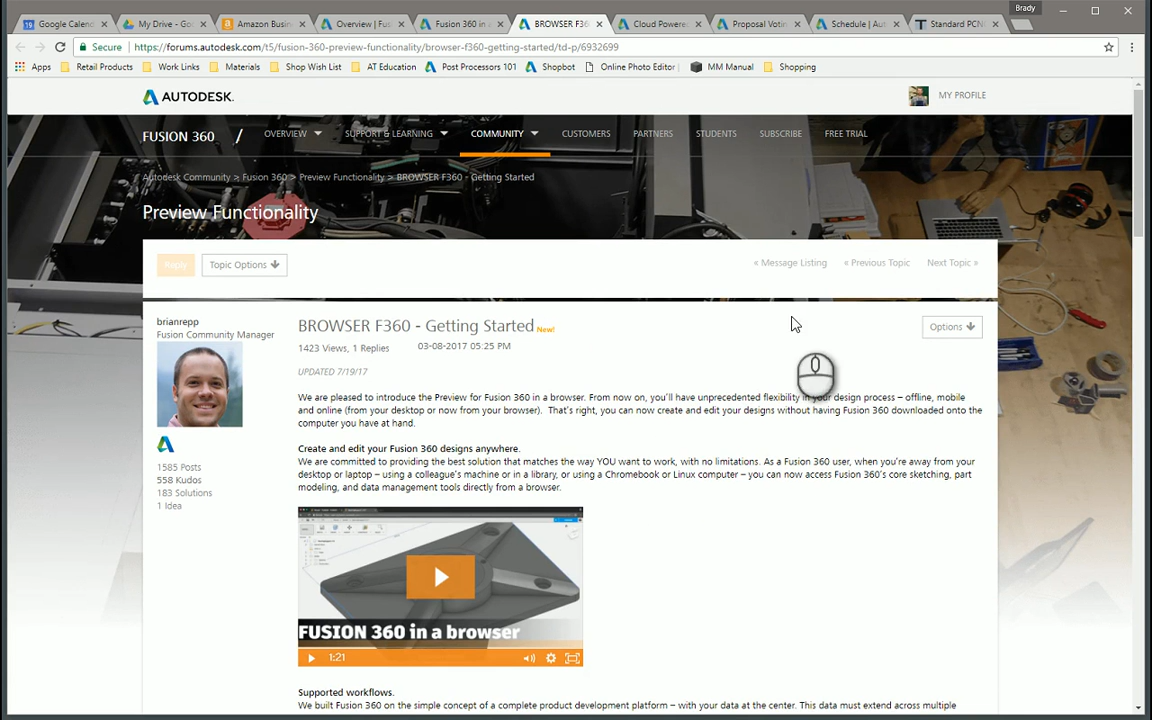 Brady
Google Calend
My Drive - Go
Amazon Busin
Overview | Fus
Fusion 360 in
BROWSER F36
Cloud Powere
Proposal Votin
Schedule | Aut
Standard PCN
Secure
https://forums.autodesk.com/t5/fusion-360-preview-functionality/browser-f360-getting-started/td-p/6932699
Apps Retail Products Work Links Materials Shop Wish List AT Education Post Processors 101 Shopbot Online Photo Editor | MM Manual Shopping
AUTODESK.
MY PROFILE
FUSION 360 / OVERVIEW SUPPORT & LEARNING COMMUNITY CUSTOMERS PARTNERS STUDENTS SUBSCRIBE FREE TRIAL
Autodesk Community > Fusion 360 > Preview Functionality > BROWSER F360 - Getting Started
Preview Functionality
Reply Topic Options
« Message Listing « Previous Topic Next Topic »
brianrepp
Fusion Community Manager
1585 Posts
558 Kudos
183 Solutions
1 Idea
BROWSER F360 - Getting Started New!
Options
1423 Views, 1 Replies 03-08-2017 05:25 PM
UPDATED 7/19/17
We are pleased to introduce the Preview for Fusion 360 in a browser. From now on, you'll have unprecedented flexibility in your design process – offline, mobile
and online (from your desktop or now from your browser). That's right, you can now create and edit your designs without having Fusion 360 downloaded onto the
computer you have at hand.
Create and edit your Fusion 360 designs anywhere.
We are committed to providing the best solution that matches the way YOU want to work, with no limitations. As a Fusion 360 user, when you're away from your
desktop or laptop – using a colleague's machine or in a library, or using a Chromebook or Linux computer – you can now access Fusion 360's core sketching, part
modeling, and data management tools directly from a browser.
FUSION 360 in a browser
1:21
Supported workflows.
We built Fusion 360 on the simple concept of a complete product development platform – with your data at the center. This data must extend across multiple